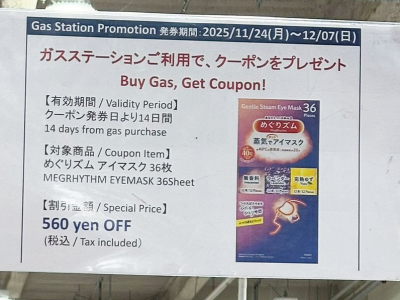 Gas Station Promotion 発券期間: 2025/11/24(月)～12/07(日)
ガスステーションご利用で、クーポンをプレゼント
Buy Gas, Get Coupon!
【有効期間 / Validity Period】
クーポン発券日より14日間
14 days from gas purchase
【対象商品 / Coupon Item】
めぐりズム アイマスク 36枚
MEGRHYTHM EYEMASK 36Sheet
【割引金額 / Special Price】
560 yen OFF
(税込 / Tax included）
Gentle Steam Eye Mask 36
Pieces
めぐりズム
蒸気でアイマスク
無香料